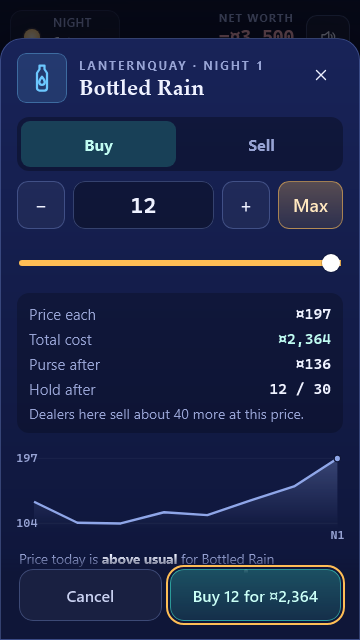 NIGHT
NET WORTH
−¤3,500
LANTERNQUAY · NIGHT 1
Bottled Rain
×
Buy
Sell
−
12
+
Max
Price each
¤197
Total cost
¤2,364
Purse after
¤136
Hold after
12 / 30
Dealers here sell about 40 more at this price.
197
104
N1
Price today is above usual for Bottled Rain
Cancel
Buy 12 for ¤2,364